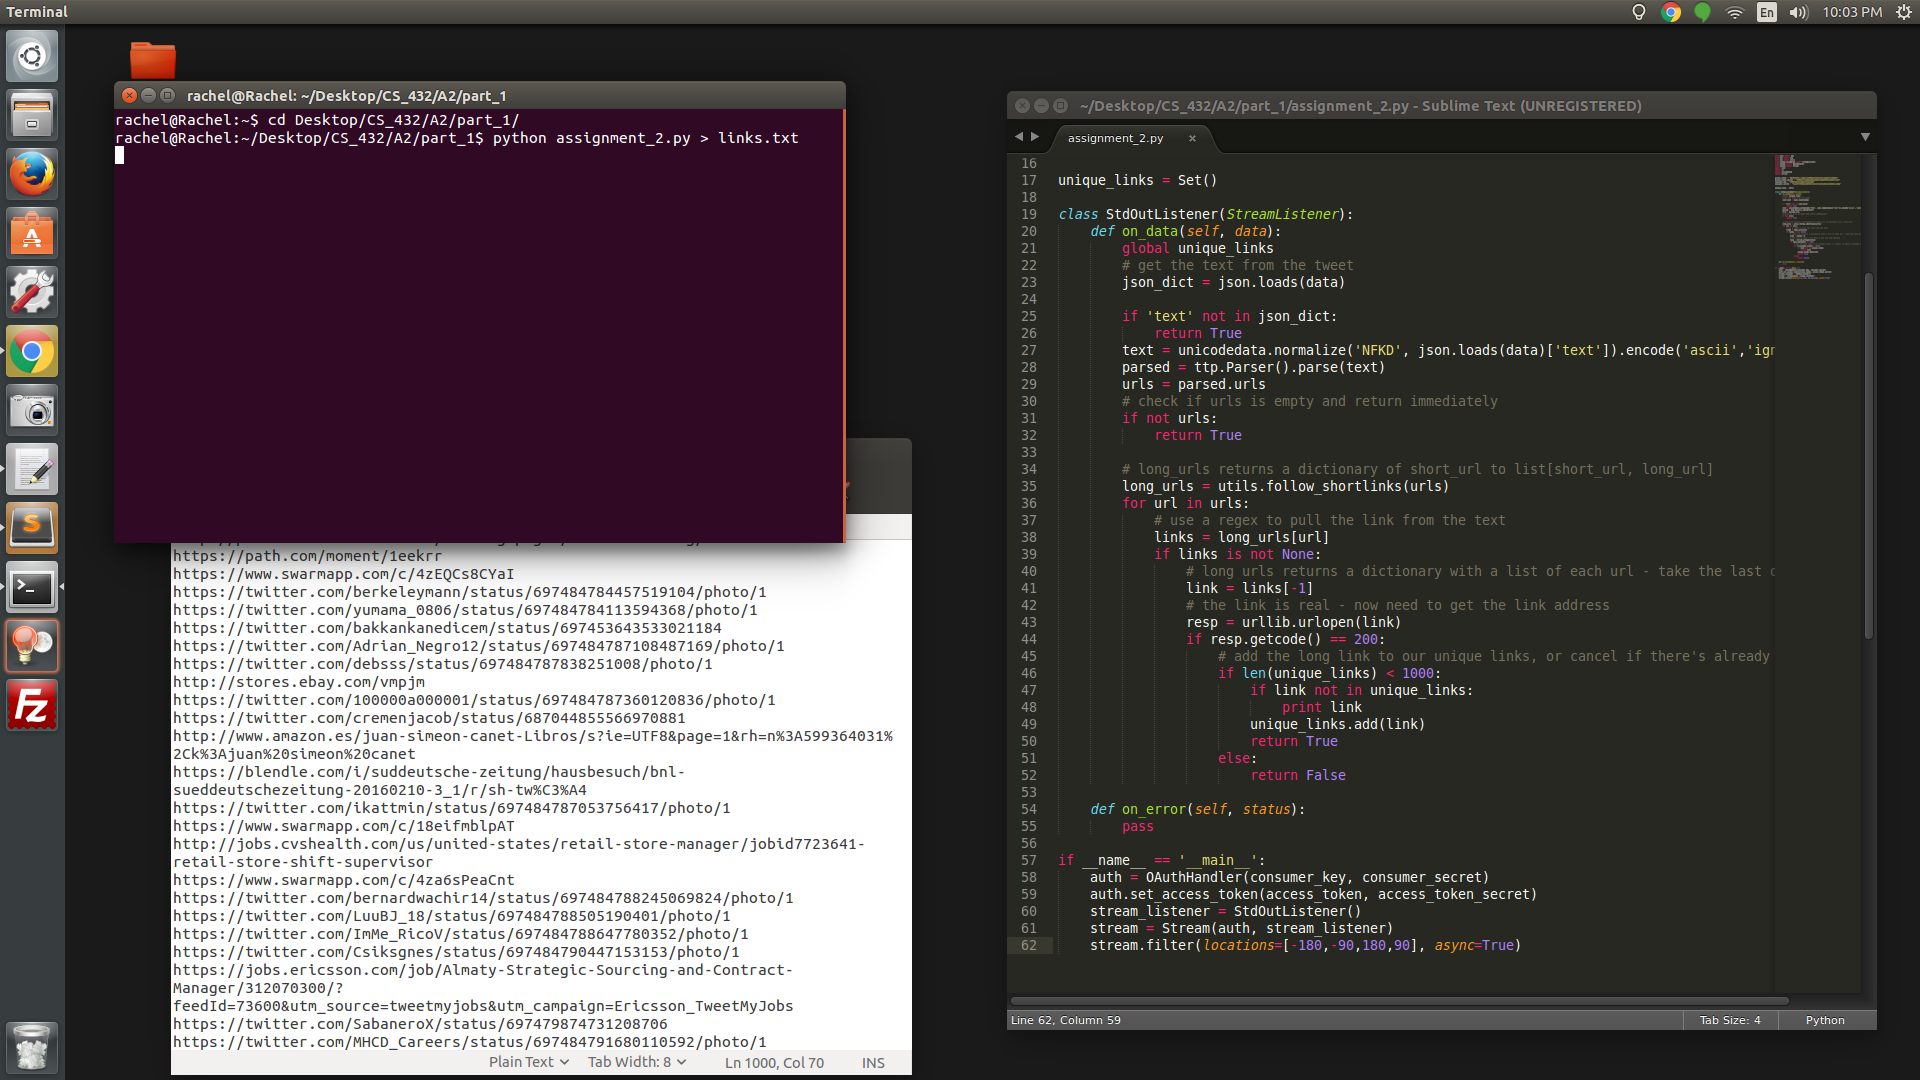 Terminal
En
10:03 PM
rachel@Rachel: ~/Desktop/CS_432/A2/part_1
rachel@Rachel:~$ cd Desktop/CS_432/A2/part_1/
rachel@Rachel:~/Desktop/CS_432/A2/part_1$ python assignment_2.py > links.txt
https://path.com/moment/1eekrr
https://www.swarmapp.com/c/4zEQCs8CYaI
https://twitter.com/berkeleymann/status/697484784457519104/photo/1
https://twitter.com/yumama_0806/status/697484784113594368/photo/1
https://twitter.com/bakkankanedicem/status/697453643533021184
https://twitter.com/Adrian_Negro12/status/697484787108487169/photo/1
https://twitter.com/debsss/status/697484787838251008/photo/1
http://stores.ebay.com/vmpjm
https://twitter.com/100000a000001/status/697484787360120836/photo/1
https://twitter.com/cremenjacob/status/687044855566970881
http://www.amazon.es/juan-simeon-canet-Libros/s?ie=UTF8&page=1&rh=n%3A599364031%
2Ck%3Ajuan%20simeon%20canet
https://blendle.com/i/suddeutsche-zeitung/hausbesuch/bnl-
sueddeutschezeitung-20160210-3_1/r/sh-tw%C3%A4
https://twitter.com/ikattmin/status/697484787053756417/photo/1
https://www.swarmapp.com/c/18eifmblpAT
http://jobs.cvshealth.com/us/united-states/retail-store-manager/jobid7723641-
retail-store-shift-supervisor
https://www.swarmapp.com/c/4za6sPeaCnt
https://twitter.com/bernardwachir14/status/697484788245069824/photo/1
https://twitter.com/LuuBJ_18/status/697484788505190401/photo/1
https://twitter.com/ImMe_RicoV/status/697484788647780352/photo/1
https://twitter.com/Csiksgnes/status/697484790447153153/photo/1
https://jobs.ericsson.com/job/Almaty-Strategic-Sourcing-and-Contract-
Manager/312070300/?
feedId=73600&utm_source=tweetmyjobs&utm_campaign=Ericsson_TweetMyJobs
https://twitter.com/SabaneroX/status/697479874731208706
https://twitter.com/MHCD_Careers/status/697484791680110592/photo/1
Plain Text
Tab Width: 8
Ln 1000, Col 70
INS
~/Desktop/CS_432/A2/part_1/assignment_2.py - Sublime Text (UNREGISTERED)
assignment_2.py
16
17 unique_links = Set()
18
19 class StdOutListener(StreamListener):
20 def on_data(self, data):
21 global unique_links
22 # get the text from the tweet
23 json_dict = json.loads(data)
24
25 if 'text' not in json_dict:
26 return True
27 text = unicodedata.normalize('NFKD', json.loads(data)['text']).encode('ascii','ign
28 parsed = ttp.Parser().parse(text)
29 urls = parsed.urls
30 # check if urls is empty and return immediately
31 if not urls:
32 return True
33
34 # long_urls returns a dictionary of short_url to list[short_url, long_url]
35 long_urls = utils.follow_shortlinks(urls)
36 for url in urls:
37 # use a regex to pull the link from the text
38 links = long_urls[url]
39 if links is not None:
40 # long urls returns a dictionary with a list of each url - take the last
41 link = links[-1]
42 # the link is real - now need to get the link address
43 resp = urllib.urlopen(link)
44 if resp.getcode() == 200:
45 # add the long link to our unique links, or cancel if there's already
46 if len(unique_links) < 1000:
47 if link not in unique_links:
48 print link
49 unique_links.add(link)
50 return True
51 else:
52 return False
53
54 def on_error(self, status):
55 pass
56
57 if __name__ == '__main__':
58 auth = OAuthHandler(consumer_key, consumer_secret)
59 auth.set_access_token(access_token, access_token_secret)
60 stream_listener = StdOutListener()
61 stream = Stream(auth, stream_listener)
62 stream.filter(locations=[-180,-90,180,90], async=True)
Line 62, Column 59
Tab Size: 4
Python